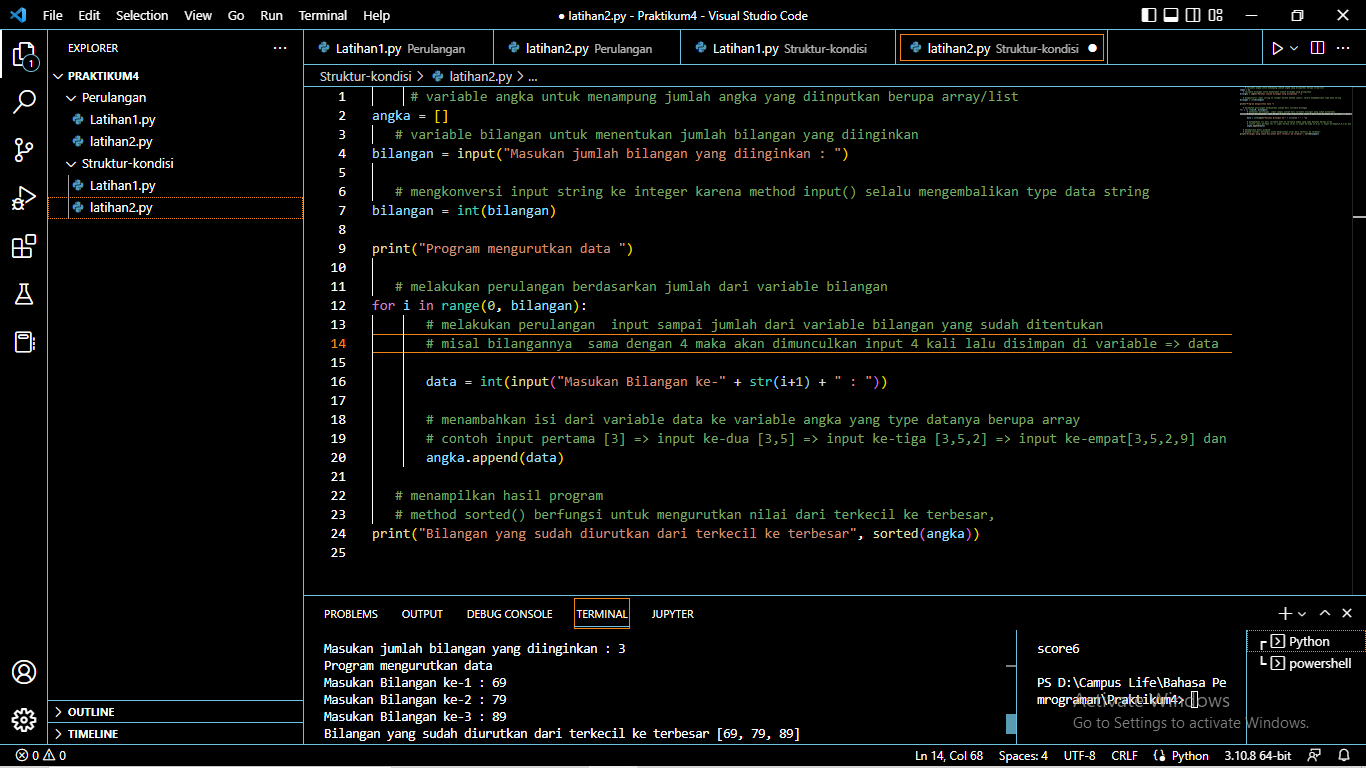 File Edit Selection View Go Run Terminal Help
● latihan2.py - Praktikum4 - Visual Studio Code
EXPLORER
Latihan1.py Perulangan
latihan2.py Perulangan
Latihan1.py Struktur-kondisi
latihan2.py Struktur-kondisi ●
1
PRAKTIKUM4
Perulangan
Latihan1.py
latihan2.py
Struktur-kondisi
Latihan1.py
latihan2.py
OUTLINE
TIMELINE
Struktur-kondisi > latihan2.py > ...
1 # variable angka untuk menampung jumlah angka yang diinputkan berupa array/list
2 angka = []
3 # variable bilangan untuk menentukan jumlah bilangan yang diinginkan
4 bilangan = input("Masukan jumlah bilangan yang diinginkan : ")
5
6 # mengkonversi input string ke integer karena method input() selalu mengembalikan type data string
7 bilangan = int(bilangan)
8
9 print("Program mengurutkan data ")
10
11 # melakukan perulangan berdasarkan jumlah dari variable bilangan
12 for i in range(0, bilangan):
13 # melakukan perulangan  input sampai jumlah dari variable bilangan yang sudah ditentukan
14 # misal bilangannya  sama dengan 4 maka akan dimunculkan input 4 kali lalu disimpan di variable => data
15
16 data = int(input("Masukan Bilangan ke-" + str(i+1) + " : "))
17
18 # menambahkan isi dari variable data ke variable angka yang type datanya berupa array
19 # contoh input pertama [3] => input ke-dua [3,5] => input ke-tiga [3,5,2] => input ke-empat[3,5,2,9] dan
20 angka.append(data)
21
22 # menampilkan hasil program
23 # method sorted() berfungsi untuk mengurutkan nilai dari terkecil ke terbesar,
24 print("Bilangan yang sudah diurutkan dari terkecil ke terbesar", sorted(angka))
25
PROBLEMS OUTPUT DEBUG CONSOLE TERMINAL JUPYTER
Masukan jumlah bilangan yang diinginkan : 3
Program mengurutkan data
Masukan Bilangan ke-1 : 69
Masukan Bilangan ke-2 : 79
Masukan Bilangan ke-3 : 89
Bilangan yang sudah diurutkan dari terkecil ke terbesar [69, 79, 89]
score6
PS D:\Campus Life\Bahasa Pe
mrograman\Praktikum4>
Python
powershell
Activate Windows
Go to Settings to activate Windows.
0 0
Ln 14, Col 68 Spaces: 4 UTF-8 CRLF Python 3.10.8 64-bit